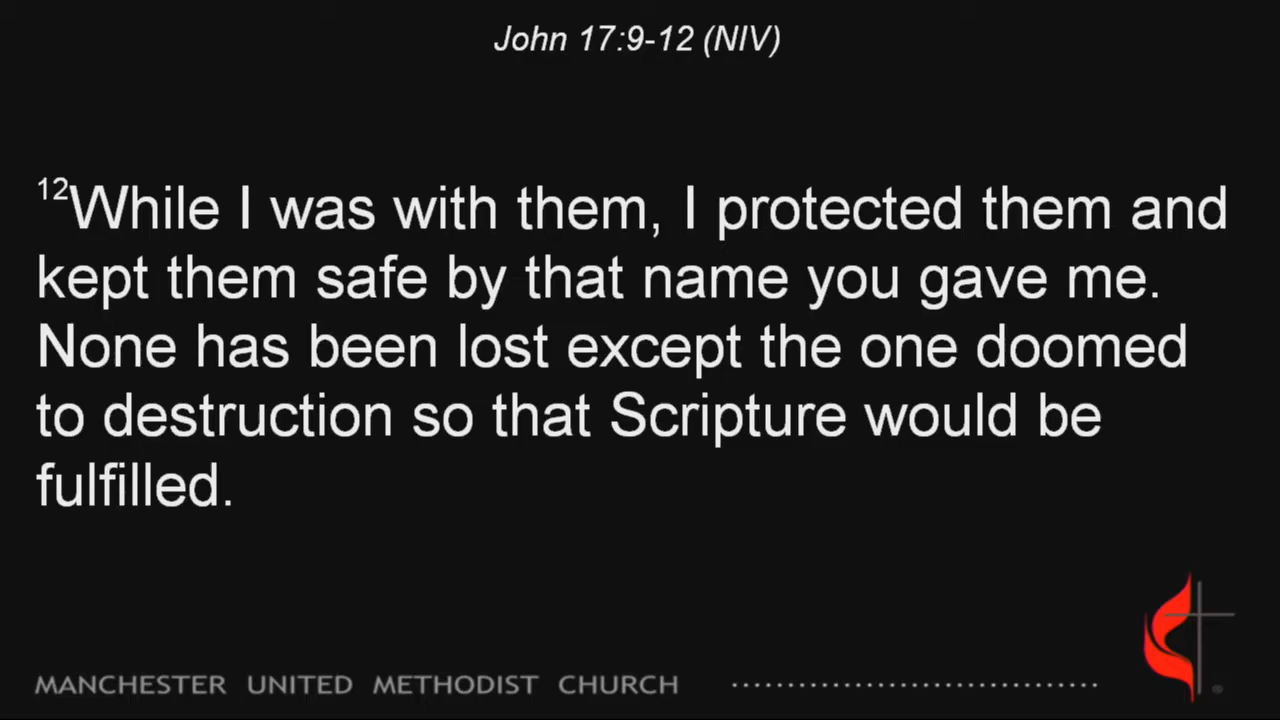 John 17:9-12 (NIV)
12While I was with them, I protected them and
kept them safe by that name you gave me.
None has been lost except the one doomed
to destruction so that Scripture would be
fulfilled.
MANCHESTER UNITED METHODIST CHURCH
®